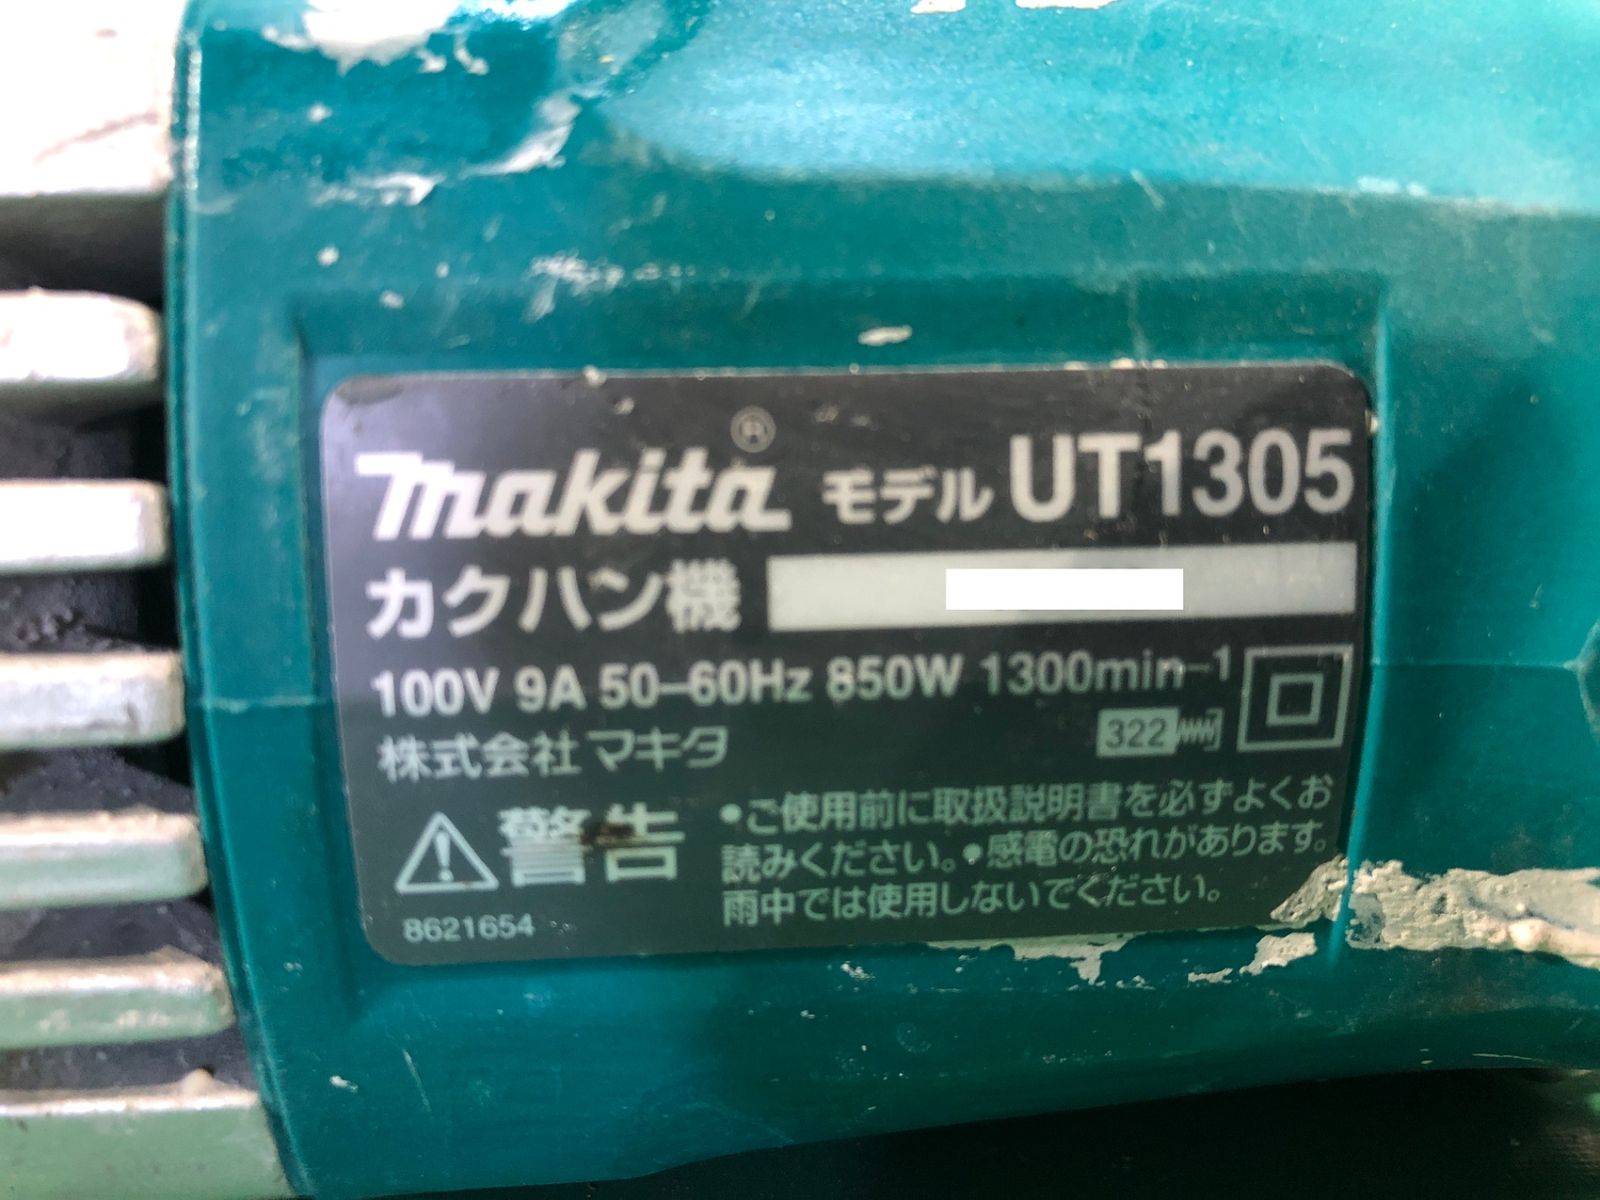 makita® モデル UT1305
カクハン機
100V 9A 50-60Hz 850W 1300min-1
株式会社マキタ 322
警告
8621654
•ご使用前に取扱説明書を必ずよくお
読みください。•感電の恐れがあります。
雨中では使用しないでください。